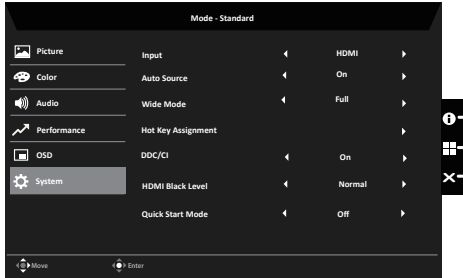 Mode - Standard
Picture
Color
Audio
Performance
OSD
System
Input HDMI
Auto Source On
Wide Mode Full
Hot Key Assignment
DDC/CI On
HDMI Black Level Normal
Quick Start Mode Off
Move Enter